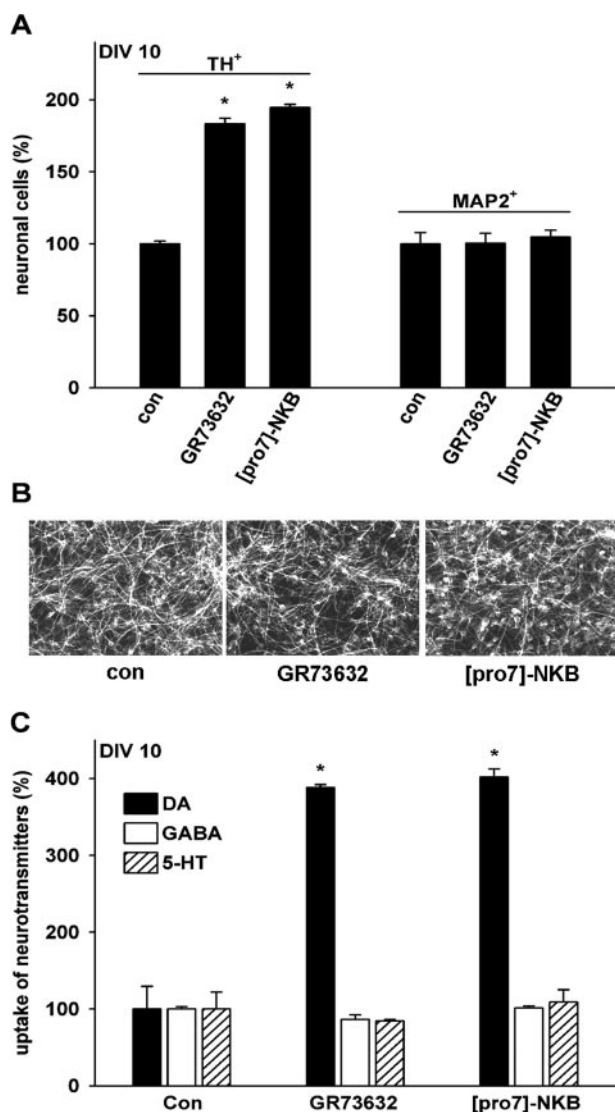 A
DIV 10
TH+
*
*
MAP2+
neuronal cells (%)
200
150
100
50
0
con
GR73632
[pro7]-NKB
con
GR73632
[pro7]-NKB
B
con GR73632 [pro7]-NKB
C
DIV 10
*
*
DA
GABA
5-HT
uptake of neurotransmitters (%)
400
300
200
100
0
Con GR73632 [pro7]-NKB